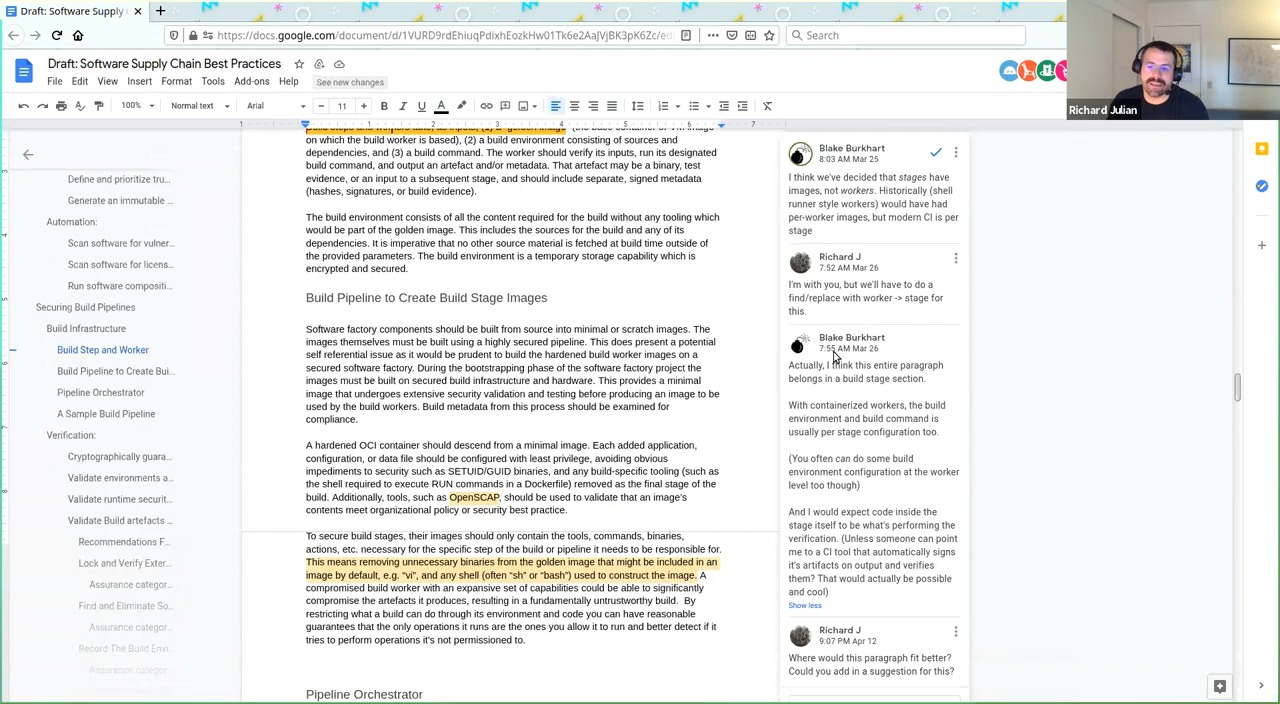 Draft: Software Supply C
https://docs.google.com/document/d/1VURD9rdEhiuqPdixhEozkHw01Tk6e2AaJVjBK3pK6Zc/ed
Search
Draft: Software Supply Chain Best Practices
File Edit View Insert Format Tools Add-ons Help See new changes
100% Normal text Arial 11 B I U A
1 2 3 4 5 6 7
Richard Julian
Define and prioritize tru...
Generate an immutable ...
Automation:
Scan software for vulner...
Scan software for licens...
Run software compositi...
Securing Build Pipelines
Build Infrastructure
Build Step and Worker
Build Pipeline to Create Bui...
Pipeline Orchestrator
A Sample Build Pipeline
Verification:
Cryptographically guara...
Validate environments a...
Validate runtime securit...
Validate Build artefacts ...
Recommendations F...
Lock and Verify Exter...
Assurance categor...
Find and Eliminate So...
Assurance categor...
Record The Build Envi...
Assurance categor...
on which the build worker is based), (2) a build environment consisting of sources and
dependencies, and (3) a build command. The worker should verify its inputs, run its designated
build command, and output an artefact and/or metadata. That artefact may be a binary, test
evidence, or an input to a subsequent stage, and should include separate, signed metadata
(hashes, signatures, or build evidence).
The build environment consists of all the content required for the build without any tooling which
would be part of the golden image. This includes the sources for the build and any of its
dependencies. It is imperative that no other source material is fetched at build time outside of
the provided parameters. The build environment is a temporary storage capability which is
encrypted and secured.
Build Pipeline to Create Build Stage Images
Software factory components should be built from source into minimal or scratch images. The
images themselves must be built using a highly secured pipeline. This does present a potential
self referential issue as it would be prudent to build the hardened build worker images on a
secured software factory. During the bootstrapping phase of the software factory project the
images must be built on secured build infrastructure and hardware. This provides a minimal
image that undergoes extensive security validation and testing before producing an image to be
used by the build workers. Build metadata from this process should be examined for
compliance.
A hardened OCI container should descend from a minimal image. Each added application,
configuration, or data file should be configured with least privilege, avoiding obvious
impediments to security such as SETUID/GUID binaries, and any build-specific tooling (such as
the shell required to execute RUN commands in a Dockerfile) removed as the final stage of the
build. Additionally, tools, such as OpenSCAP, should be used to validate that an image's
contents meet organizational policy or security best practice.
To secure build stages, their images should only contain the tools, commands, binaries,
actions, etc. necessary for the specific step of the build or pipeline it needs to be responsible for.
This means removing unnecessary binaries from the golden image that might be included in an
image by default, e.g. "vi", and any shell (often "sh" or "bash") used to construct the image. A
compromised build worker with an expansive set of capabilities could be able to significantly
compromise the artefacts it produces, resulting in a fundamentally untrustworthy build. By
restricting what a build can do through its environment and code you can have reasonable
guarantees that the only operations it runs are the ones you allow it to run and better detect if it
tries to perform operations it's not permissioned to.
Pipeline Orchestrator
Blake Burkhart
8:03 AM Mar 25
I think we've decided that stages have
images, not workers. Historically (shell
runner style workers) would have had
per-worker images, but modern CI is per
stage
Richard J
7:52 AM Mar 26
I'm with you, but we'll have to do a
find/replace with worker -> stage for
this.
Blake Burkhart
7:55 AM Mar 26
Actually, I think this entire paragraph
belongs in a build stage section.
With containerized workers, the build
environment and build command is
usually per stage configuration too.
(You often can do some build
environment configuration at the worker
level too though)
And I would expect code inside the
stage itself to be what's performing the
verification. (Unless someone can point
me to a CI tool that automatically signs
it's artifacts on output and verifies
them? That would actually be possible
and cool)
Show less
Richard J
9:07 PM Apr 12
Where would this paragraph fit better?
Could you add in a suggestion for this?